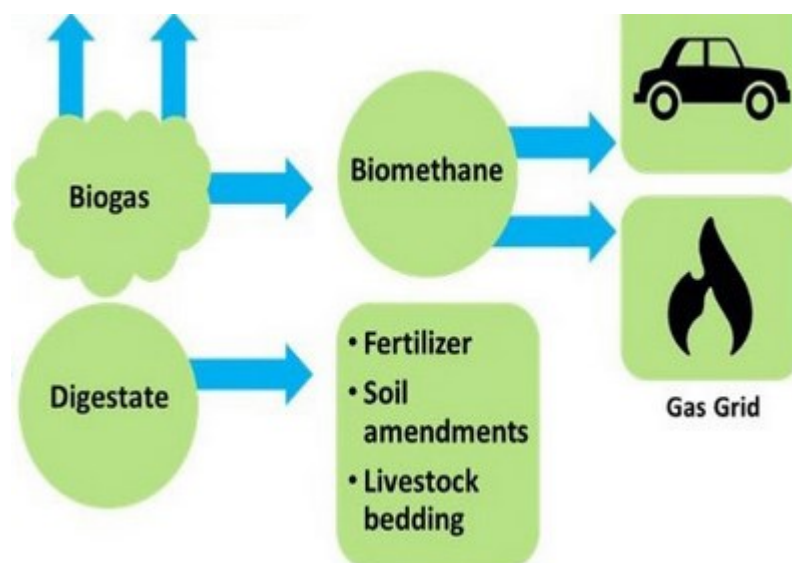 Biogas
Biomethane
Digestate
• Fertilizer
• Soil
amendments
• Livestock
bedding
Gas Grid